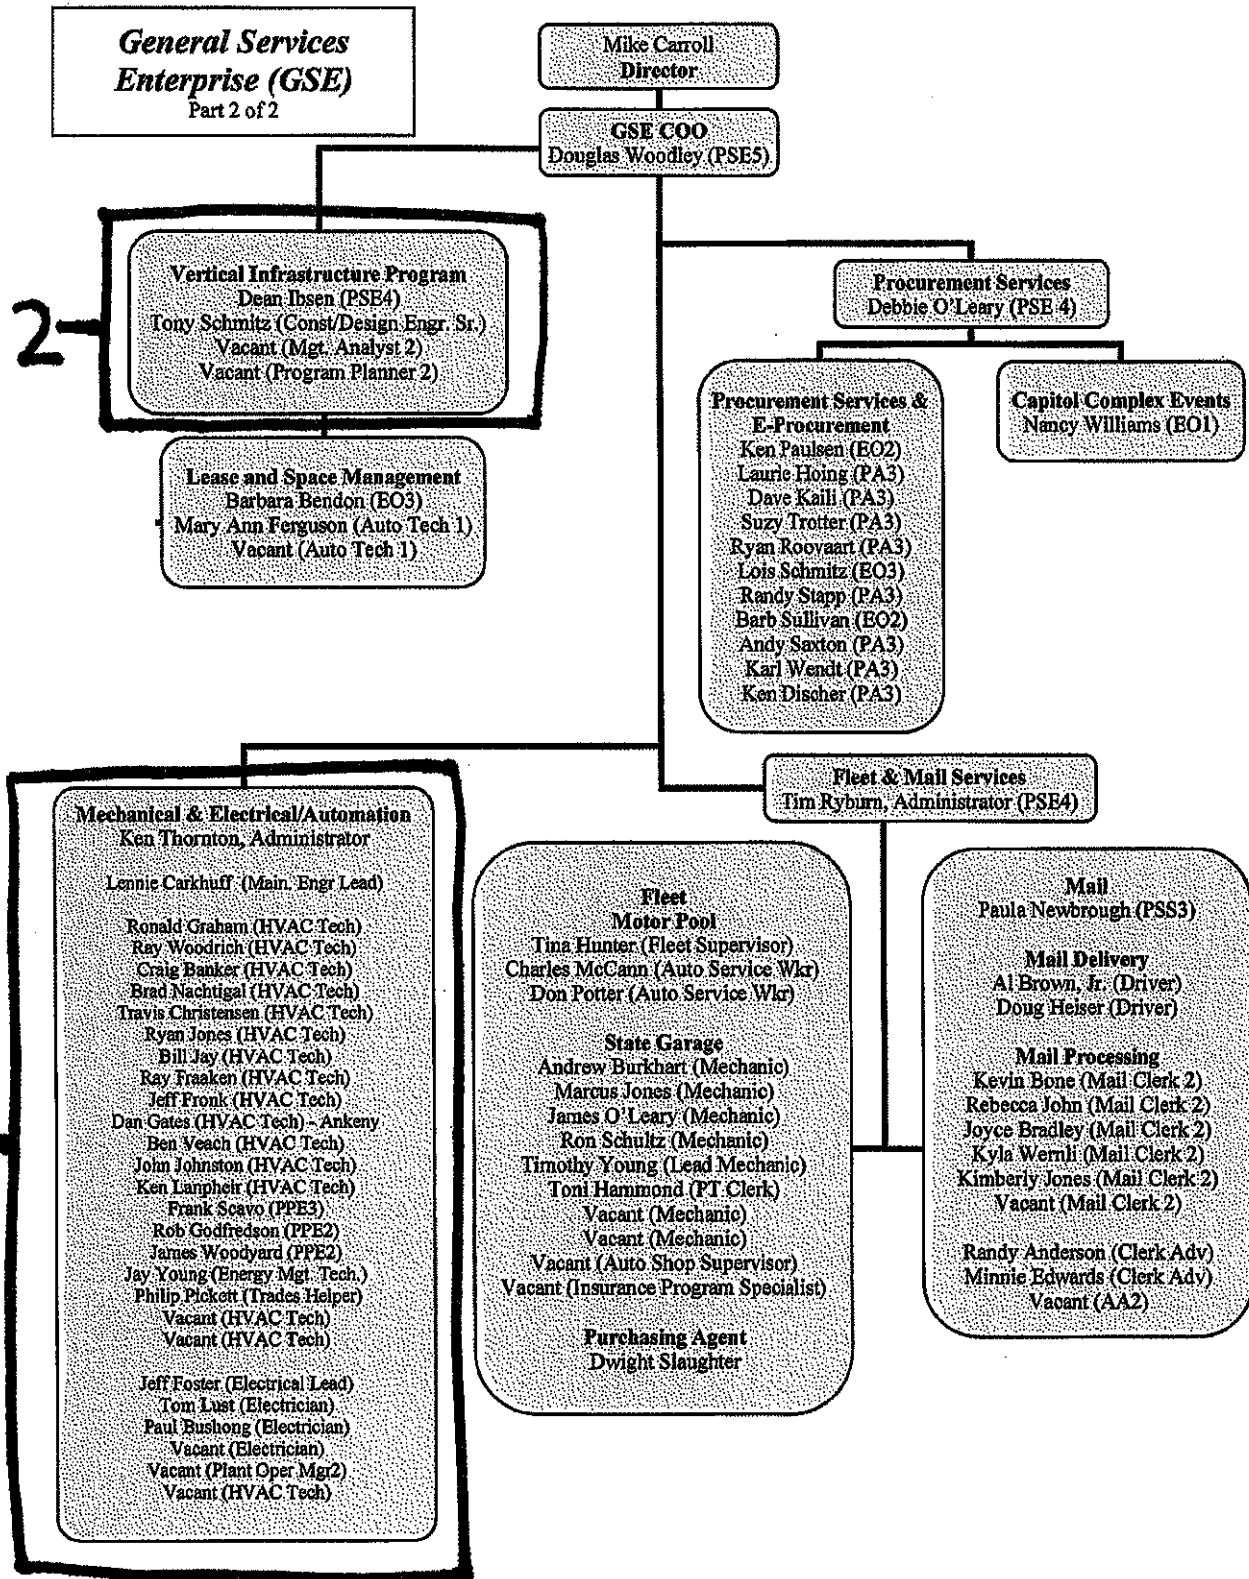 General Services
Enterprise (GSE)
Part 2 of 2
Mike Carroll
Director
GSE COO
Douglas Woodley (PSE5)
2
Vertical Infrastructure Program
Dean Ibsen (PSE4)
Tony Schmitz (Const/Design Engr. Sr.)
Vacant (Mgt. Analyst 2)
Vacant (Program Planner 2)
Lease and Space Management
Barbara Bendon (EO3)
Mary Ann Ferguson (Auto Tech 1)
Vacant (Auto Tech 1)
Procurement Services
Debbie O'Leary (PSE 4)
Procurement Services &
E-Procurement
Ken Paulsen (EO2)
Laurie Hoing (PA3)
Dave Kaili (PA3)
Suzy Trotter (PA3)
Ryan Roovaart (PA3)
Lois Schmitz (EO3)
Randy Stapp (PA3)
Barb Sullivan (EO2)
Andy Saxton (PA3)
Karl Wendt (PA3)
Ken Discher (PA3)
Capitol Complex Events
Nancy Williams (EO1)
Mechanical & Electrical/Automation
Ken Thornton, Administrator
Lennie Carkhuff (Main. Engr Lead)
Ronald Graham (HVAC Tech)
Ray Woodrich (HVAC Tech)
Craig Banker (HVAC Tech)
Brad Nachtigal (HVAC Tech)
Travis Christensen (HVAC Tech)
Ryan Jones (HVAC Tech)
Bill Jay (HVAC Tech)
Ray Fraaken (HVAC Tech)
Jeff Fronk (HVAC Tech)
Dan Gates (HVAC Tech) - Ankeny
Ben Veach (HVAC Tech)
John Johnston (HVAC Tech)
Ken Lanpheir (HVAC Tech)
Frank Scavo (PPE3)
Rob Godfredson (PPE2)
James Woodyard (PPE2)
Jay Young (Energy Mgt. Tech.)
Philip Pickett (Trades Helper)
Vacant (HVAC Tech)
Vacant (HVAC Tech)
Jeff Foster (Electrical Lead)
Tom Lust (Electrician)
Paul Bushong (Electrician)
Vacant (Electrician)
Vacant (Plant Oper Mgr2)
Vacant (HVAC Tech)
Fleet & Mail Services
Tim Ryburn, Administrator (PSE4)
Fleet
Motor Pool
Tina Hunter (Fleet Supervisor)
Charles McCann (Auto Service Wkr)
Don Porter (Auto Service Wkr)
State Garage
Andrew Burkhart (Mechanic)
Marcus Jones (Mechanic)
James O'Leary (Mechanic)
Ron Schultz (Mechanic)
Timothy Young (Lead Mechanic)
Toni Hammond (PT Clerk)
Vacant (Mechanic)
Vacant (Mechanic)
Vacant (Auto Shop Supervisor)
Vacant (Insurance Program Specialist)
Purchasing Agent
Dwight Slaughter
Mail
Paula Newbrough (PSS3)
Mail Delivery
Al Brown, Jr. (Driver)
Doug Heiser (Driver)
Mail Processing
Kevin Bone (Mail Clerk 2)
Rebecca John (Mail Clerk 2)
Joyce Bradley (Mail Clerk 2)
Kyla Wernli (Mail Clerk 2)
Kimberly Jones (Mail Clerk 2)
Vacant (Mail Clerk 2)
Randy Anderson (Clerk Adv)
Minnie Edwards (Clerk Adv)
Vacant (AA2)